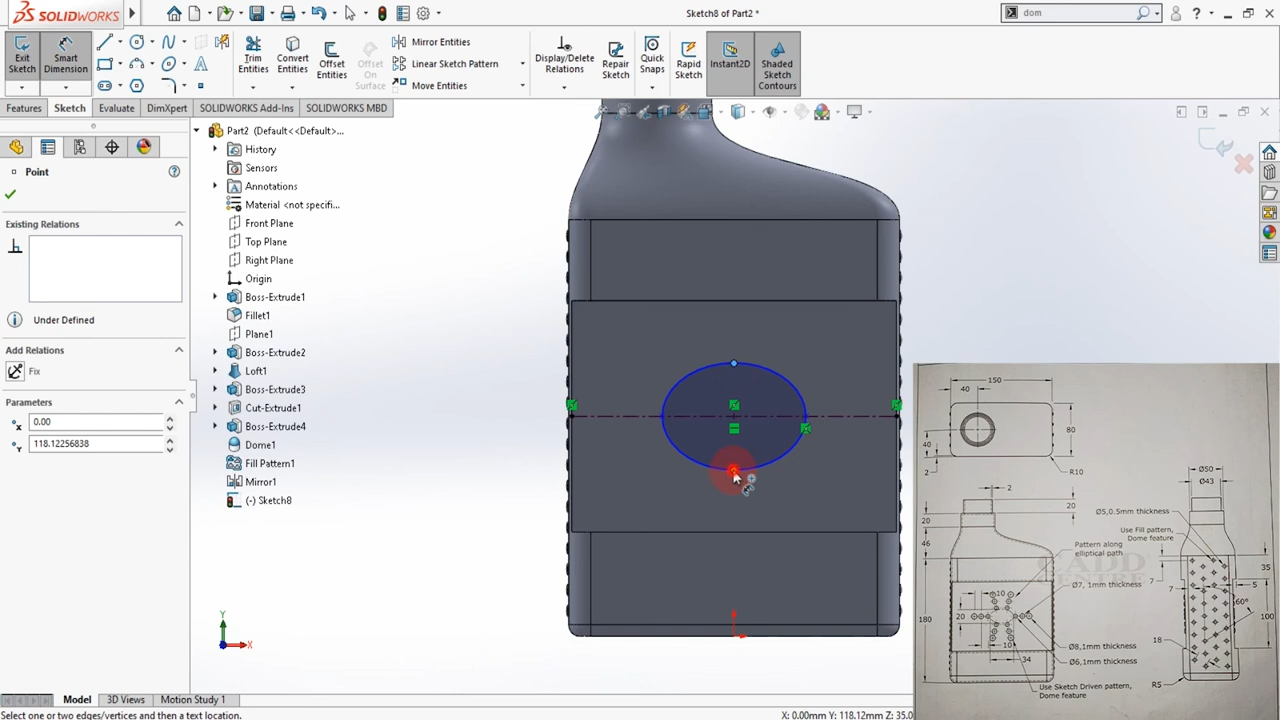 SOLIDWORKS
Sketch8 of Part2 *
dom
Exit Sketch
Smart Dimension
Trim Entities
Convert Entities
Offset Entities
Offset On Surface
Mirror Entities
Linear Sketch Pattern
Move Entities
Display/Delete Relations
Repair Sketch
Quick Snaps
Rapid Sketch
Instant2D
Shaded Sketch Contours
Features
Sketch
Evaluate
DimXpert
SOLIDWORKS Add-Ins
SOLIDWORKS MBD
Point
Existing Relations
Under Defined
Add Relations
Fix
Parameters
0.00
118.12256838
Part2 (Default<<Default>...
History
Sensors
Annotations
Material <not specifi...
Front Plane
Top Plane
Right Plane
Origin
Boss-Extrude1
Fillet1
Plane1
Boss-Extrude2
Loft1
Boss-Extrude3
Cut-Extrude1
Boss-Extrude4
Dome1
Fill Pattern1
Mirror1
(-) Sketch8
Y
X
150
40
80
40
2
R10
Ø50
Ø43
2
20
20
46
180
Ø5,0.5mm thickness
Use Fill pattern,
Dome feature
Pattern along
elliptical path
CADD
CENTRE
Ø7, 1mm thickness
10
20
10
34
Ø8,1mm thickness
Ø6,1mm thickness
Use Sketch Driven pattern,
Dome feature
35
7
7
5
60°
100
18
R5
Model
3D Views
Motion Study 1
Select one or two edges/vertices and then a text location.
X: 0.00mm Y: 118.12mm Z: 35.0